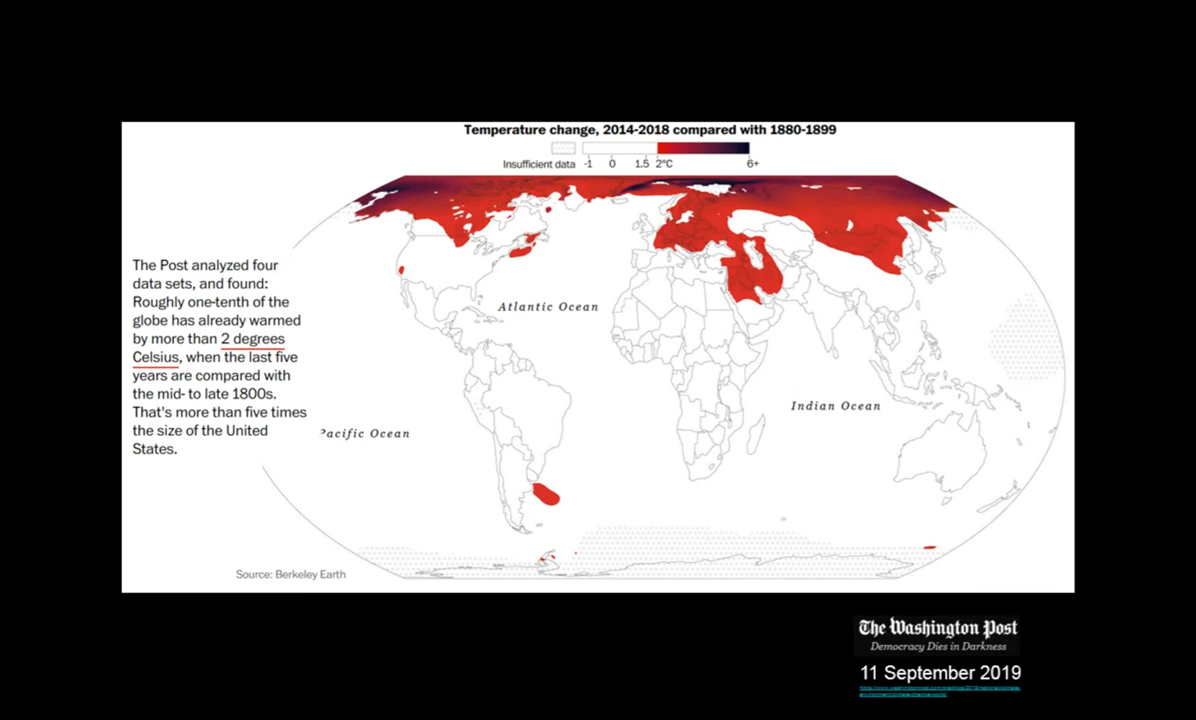 Temperature change, 2014-2018 compared with 1880-1899
Insufficient data -1 0 1.5 2°C 6+
The Post analyzed four
data sets, and found:
Roughly one-tenth of the
globe has already warmed
by more than 2 degrees
Celsius, when the last five
years are compared with
the mid- to late 1800s.
That's more than five times
the size of the United
States.
Atlantic Ocean
Indian Ocean
Pacific Ocean
Source: Berkeley Earth
The Washington Post
Democracy Dies in Darkness
11 September 2019